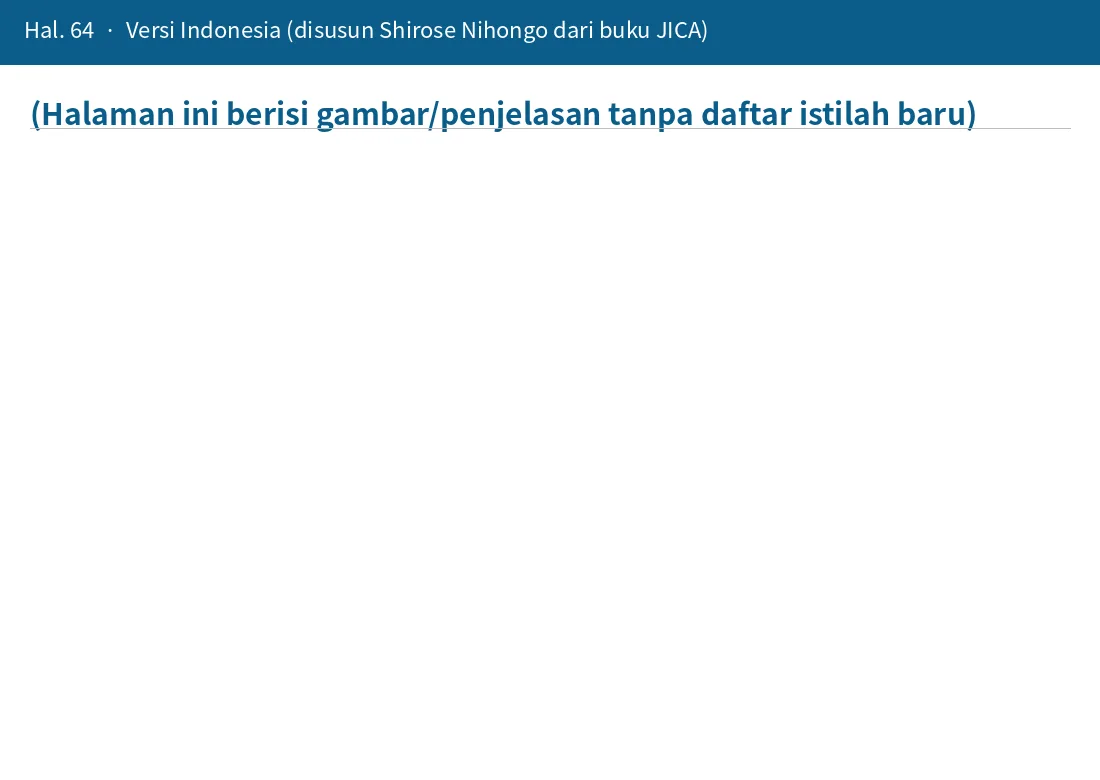 Hal. 64 · Versi Indonesia (disusun Shirose Nihongo dari buku JICA)
(Halaman ini berisi gambar/penjelasan tanpa daftar istilah baru)